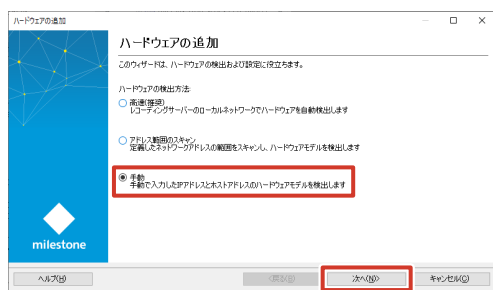 ハードウェアの追加
ハードウェアの追加
このウィザードは、ハードウェアの検出および設定に役立ちます。
ハードウェアの検出方法:
高速(推奨)
レコーディングサーバーのローカルネットワークでハードウェアを自動検出します
アドレス範囲のスキャン
定義したネットワークアドレスの範囲をスキャンし、ハードウェアモデルを検出します
手動
手動で入力したIPアドレスとホストアドレスのハードウェアモデルを検出します
milestone
ヘルプ(H)
<戻る(B)
次へ(N)>
キャンセル(C)